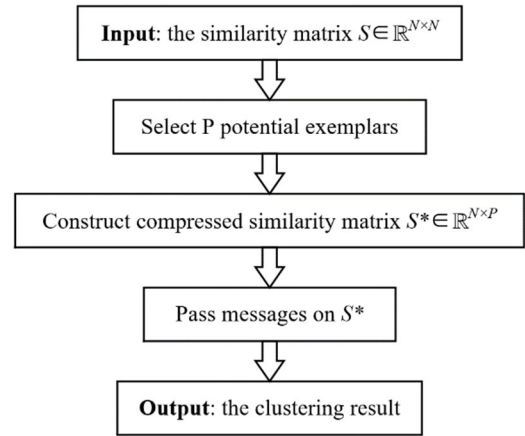 Input: the similarity matrix S∈ℝ^{N×N}
Select P potential exemplars
Construct compressed similarity matrix S*∈ℝ^{N×P}
Pass messages on S*
Output: the clustering result